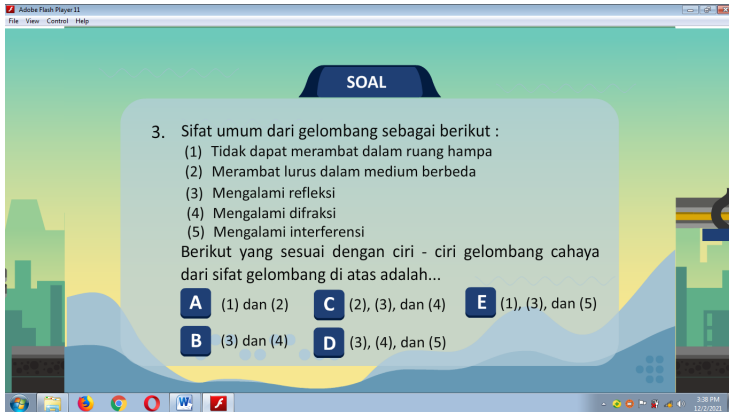 Adobe Flash Player 11
File View Control Help
SOAL
3. Sifat umum dari gelombang sebagai berikut :
(1) Tidak dapat merambat dalam ruang hampa
(2) Merambat lurus dalam medium berbeda
(3) Mengalami refleksi
(4) Mengalami difraksi
(5) Mengalami interferensi
Berikut yang sesuai dengan ciri - ciri gelombang cahaya
dari sifat gelombang di atas adalah...
A (1) dan (2)
C (2), (3), dan (4)
E (1), (3), dan (5)
B (3) dan (4)
D (3), (4), dan (5)
3:38 PM
12/2/2021